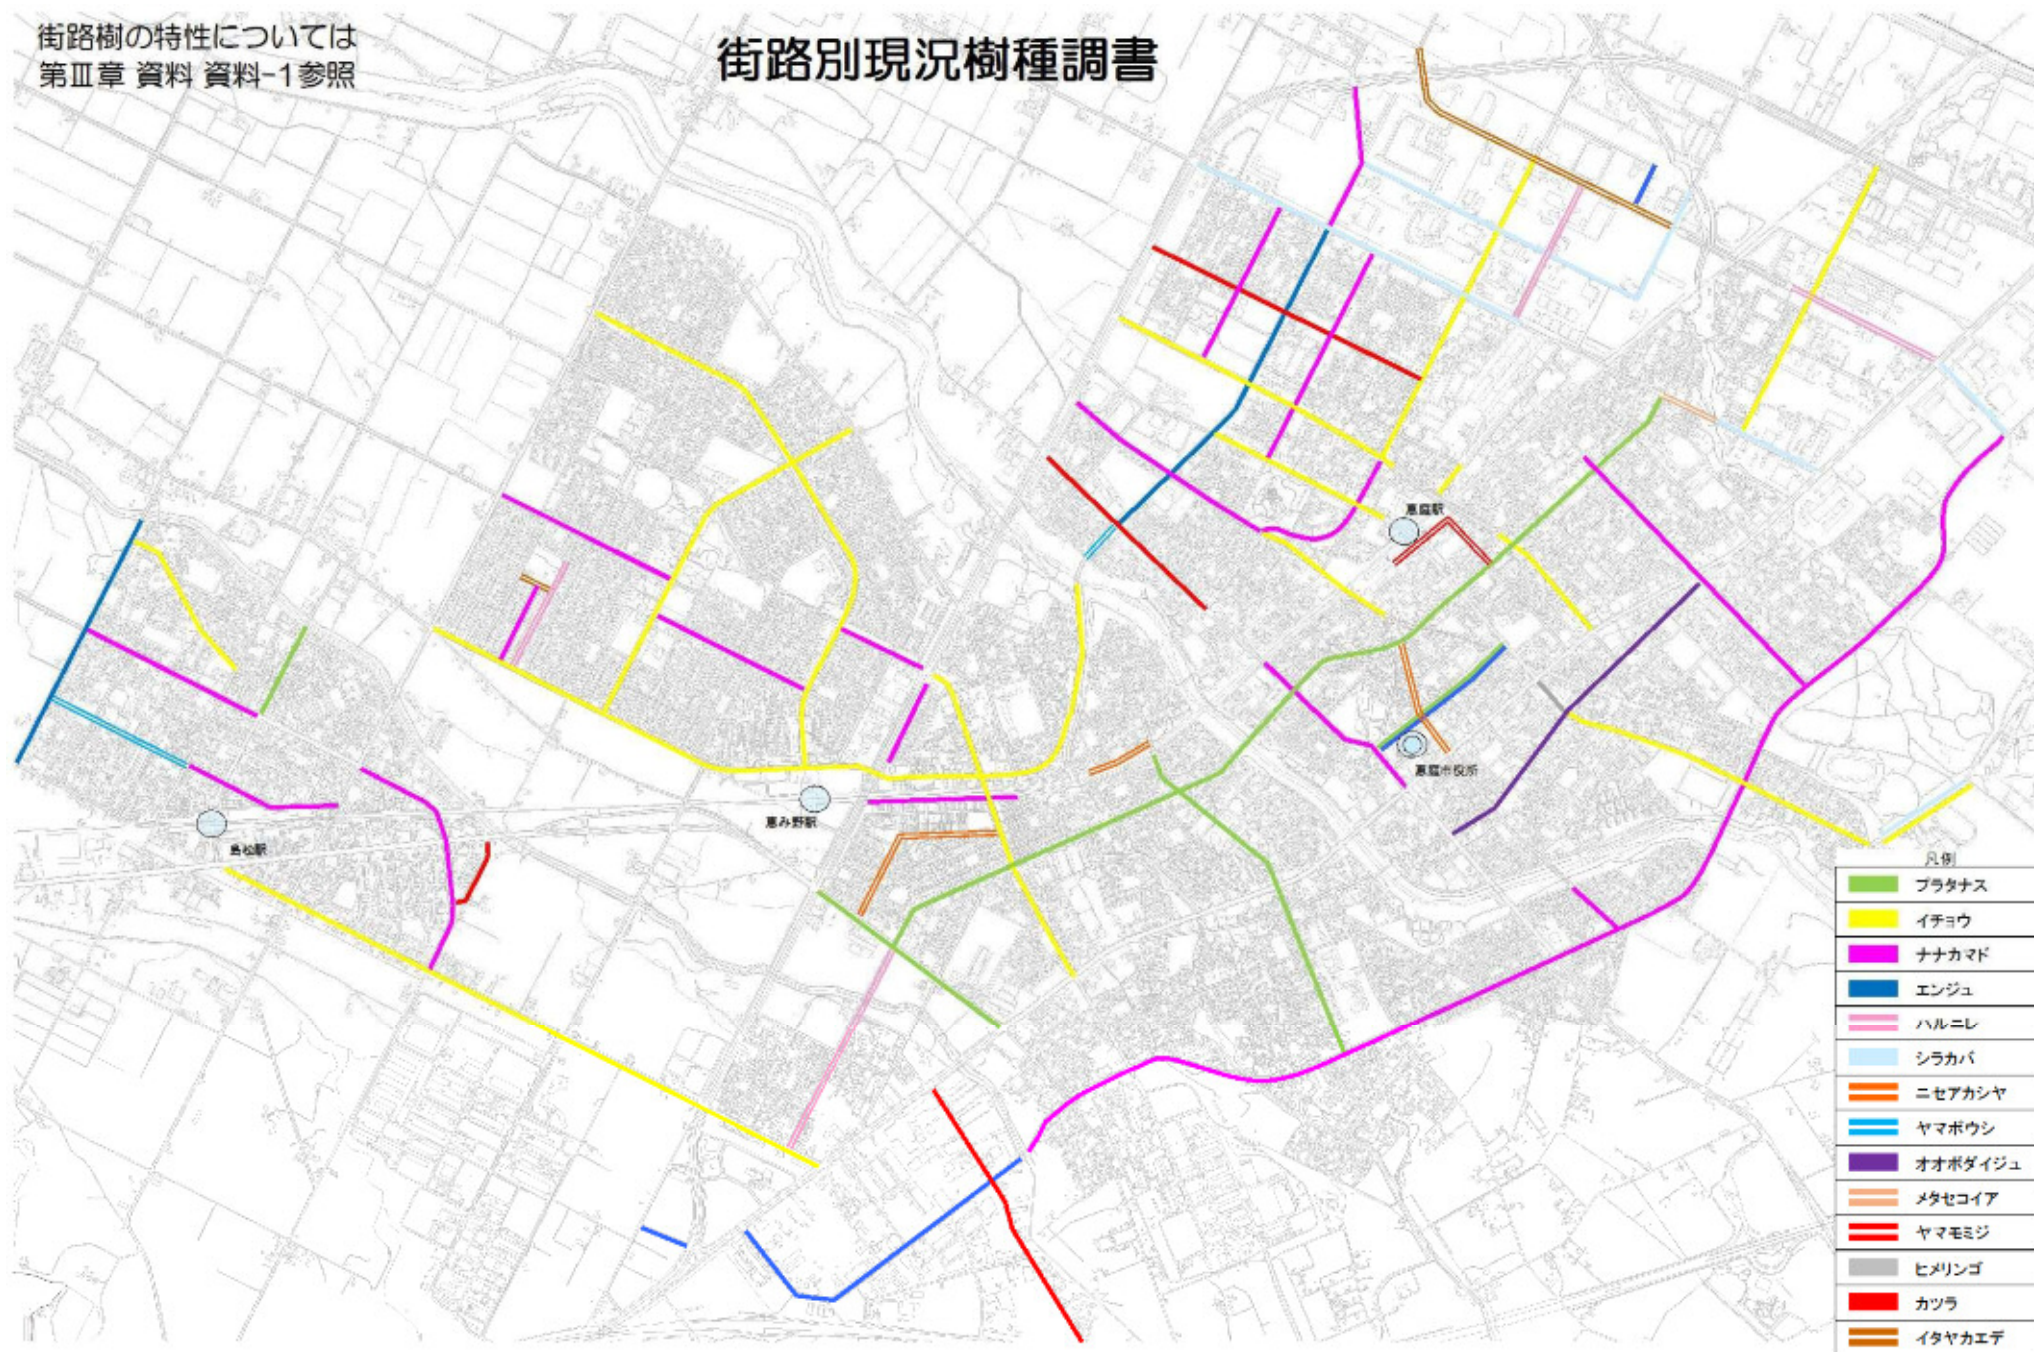 街路樹の特性については
第Ⅲ章 資料 資料-1参照
街路別現況樹種調書
恵庭駅
恵庭市役所
恵み野駅
島松駅
凡例
プラタナス
イチョウ
ナナカマド
エンジュ
ハルニレ
シラカバ
ニセアカシヤ
ヤマボウシ
オオボダイジュ
メタセコイア
ヤマモミジ
ヒメリンゴ
カツラ
イタヤカエデ